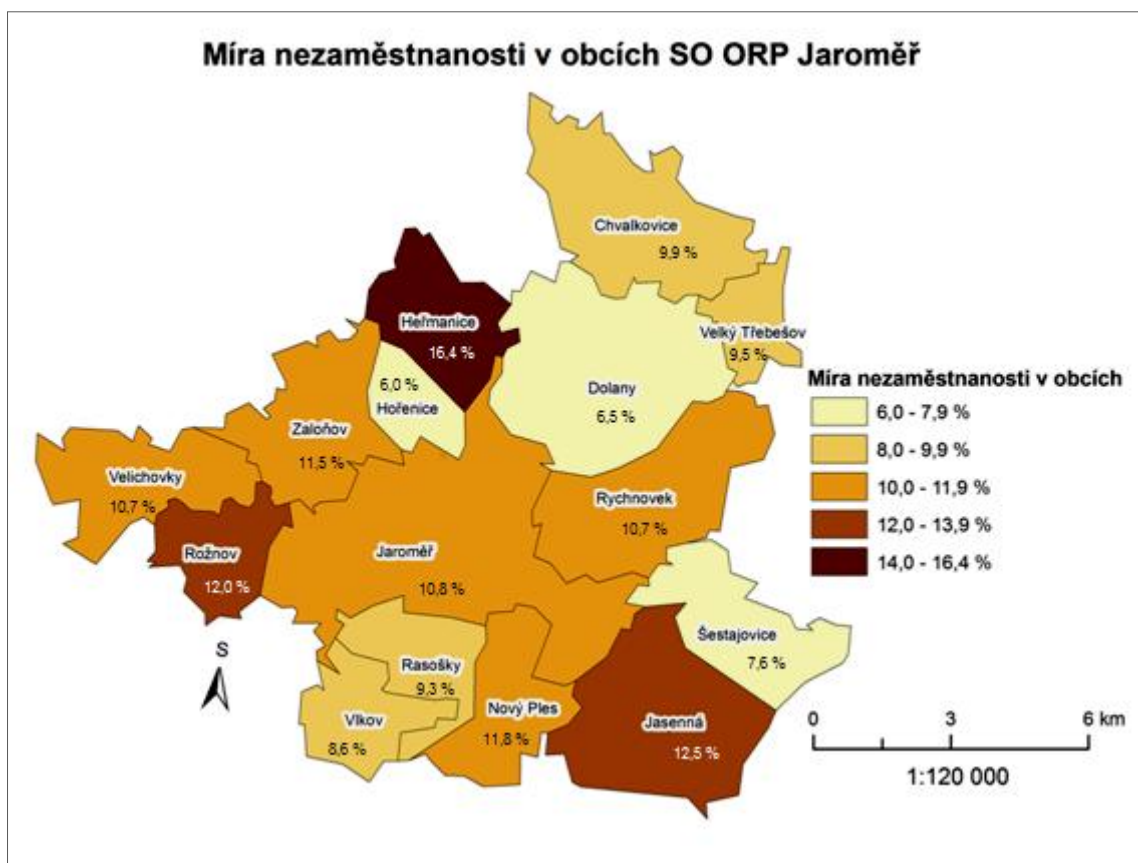 Míra nezaměstnanosti v obcích SO ORP Jaroměř
Chvalkovice
9,9 %
Heřmanice
16,4 %
Velký Třebešov
9,5 %
6,0 %
Hořenice
Dolany
6,5 %
Zaloňov
11,5 %
Velichovky
10,7 %
Rychnovek
10,7 %
Rožnov
12,0 %
Jaroměř
10,8 %
Šestajovice
7,6 %
Rasošky
9,3 %
Vlkov
8,6 %
Nový Ples
11,8 %
Jasenná
12,5 %
S
Míra nezaměstnanosti v obcích
6,0 - 7,9 %
8,0 - 9,9 %
10,0 - 11,9 %
12,0 - 13,9 %
14,0 - 16,4 %
0 3 6 km
1:120 000